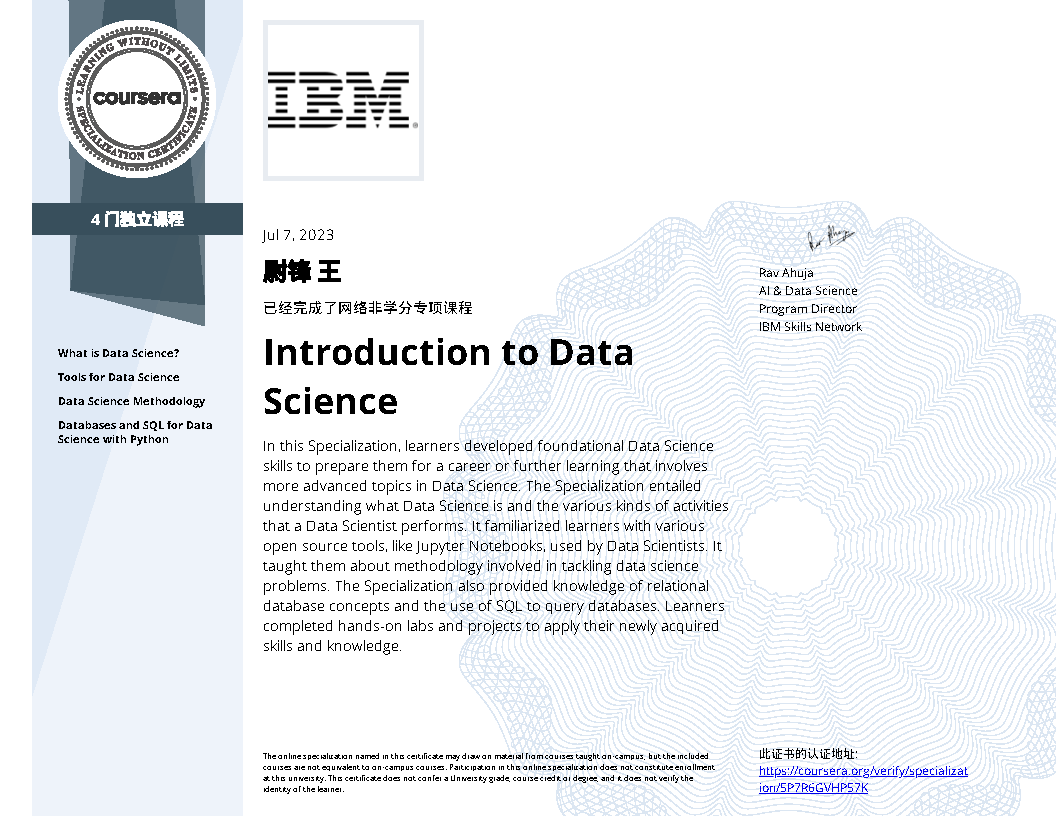 LEARNING WITHOUT LIMITS
coursera
SPECIALIZATION CERTIFICATE
IBM
4 门独立课程
What is Data Science?
Tools for Data Science
Data Science Methodology
Databases and SQL for Data
Science with Python
Jul 7, 2023
尉锋 王
已经完成了网络非学分专项课程
Introduction to Data
Science
In this Specialization, learners developed foundational Data Science
skills to prepare them for a career or further learning that involves
more advanced topics in Data Science. The Specialization entailed
understanding what Data Science is and the various kinds of activities
that a Data Scientist performs. It familiarized learners with various
open source tools, like Jupyter Notebooks, used by Data Scientists. It
taught them about methodology involved in tackling data science
problems. The Specialization also provided knowledge of relational
database concepts and the use of SQL to query databases. Learners
completed hands-on labs and projects to apply their newly acquired
skills and knowledge.
Rav Ahuja
Rav Ahuja
AI & Data Science
Program Director
IBM Skills Network
The online specialization named in this certificate may draw on material from courses taught on-campus, but the included
courses are not equivalent to on-campus courses. Participation in this online specialization does not constitute enrollment
at this university. This certificate does not confer a University grade, course credit or degree, and it does not verify the
identity of the learner.
此证书的认证地址:
https://coursera.org/verify/specializat
ion/5P7R6GVHP57K